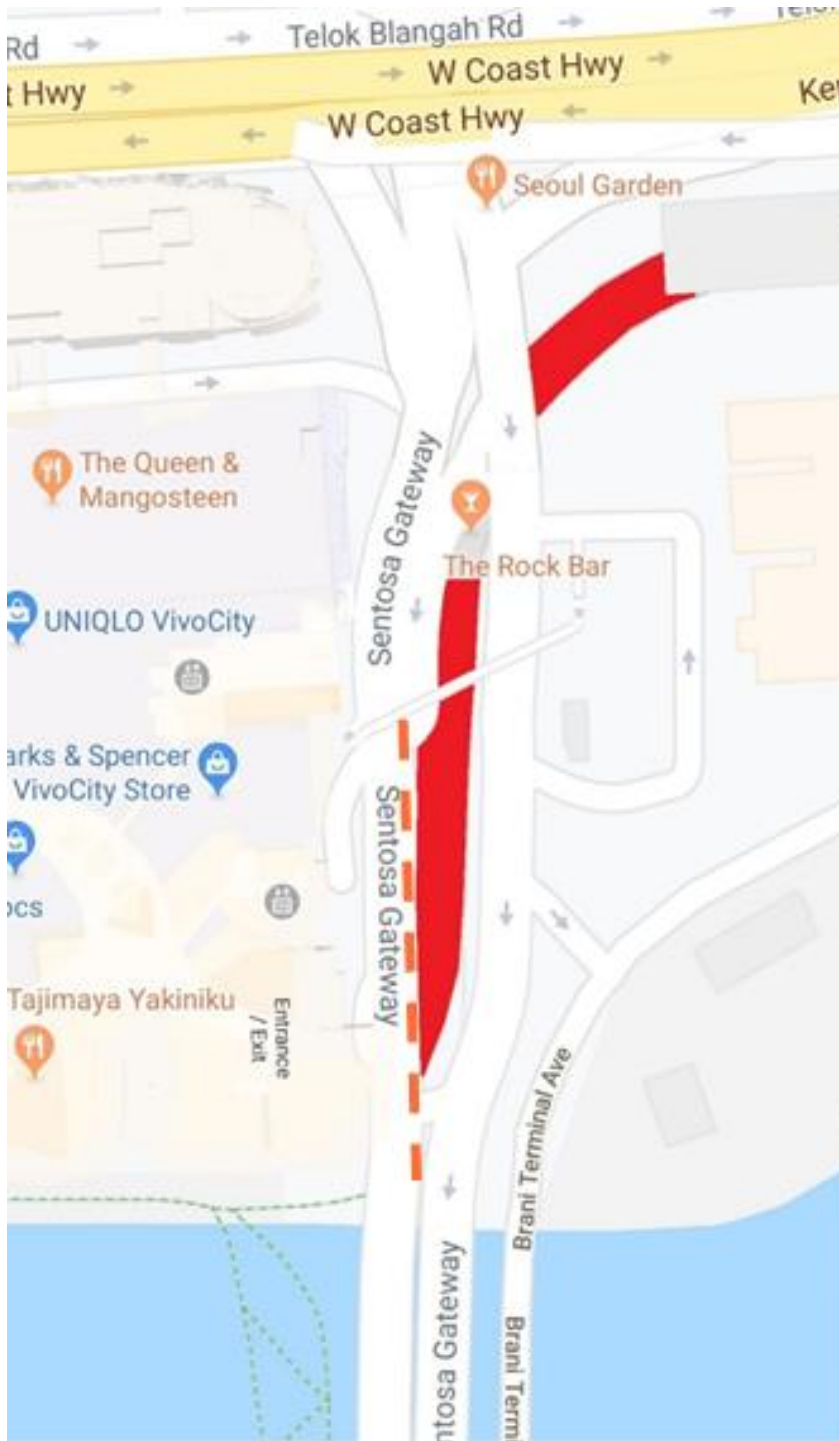 Telok Blangah Rd
Rd
W Coast Hwy
t Hwy
W Coast Hwy
Seoul Garden
Sentosa Gateway
The Queen &
Mangosteen
The Rock Bar
UNIQLO VivoCity
arks & Spencer
VivoCity Store
Sentosa Gateway
ocs
Tajimaya Yakiniku
Entrance
/ Exit
Brani Terminal Ave
ntosa Gateway
Brani Termi